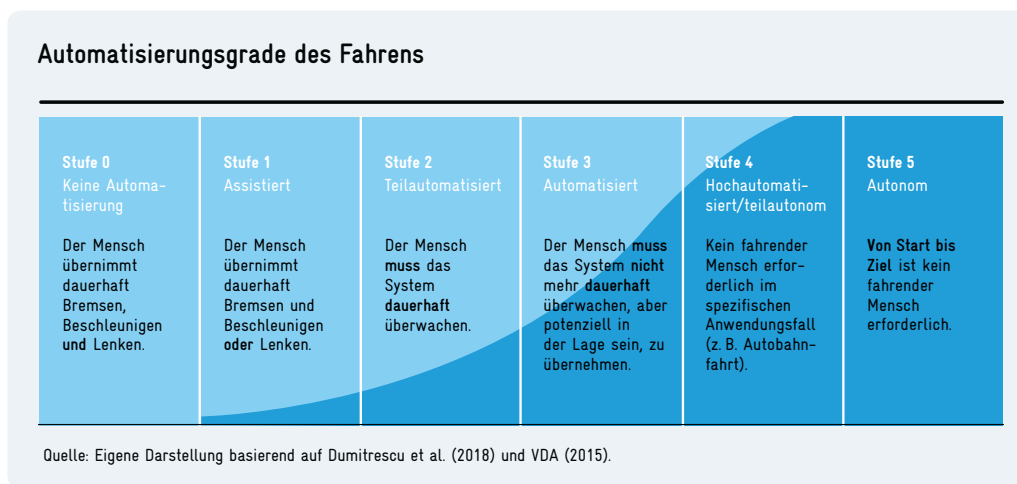 Automatisierungsgrade des Fahrens
Stufe 0
Keine Automa-
tisierung
Der Mensch
übernimmt
dauerhaft
Bremsen,
Beschleunigen
und Lenken.
Stufe 1
Assistiert
Der Mensch
übernimmt
dauerhaft
Bremsen und
Beschleunigen
oder Lenken.
Stufe 2
Teilautomatisiert
Der Mensch
muss das
System
dauerhaft
überwachen.
Stufe 3
Automatisiert
Der Mensch muss
das System nicht
mehr dauerhaft
überwachen, aber
potenziell in
der Lage sein, zu
übernehmen.
Stufe 4
Hochautomati-
siert/teilautonom
Kein fahrender
Mensch erfor-
derlich im
spezifischen
Anwendungsfall
(z. B. Autobahn-
fahrt).
Stufe 5
Autonom
Von Start bis
Ziel ist kein
fahrender
Mensch
erforderlich.
Quelle: Eigene Darstellung basierend auf Dumitrescu et al. (2018) und VDA (2015).